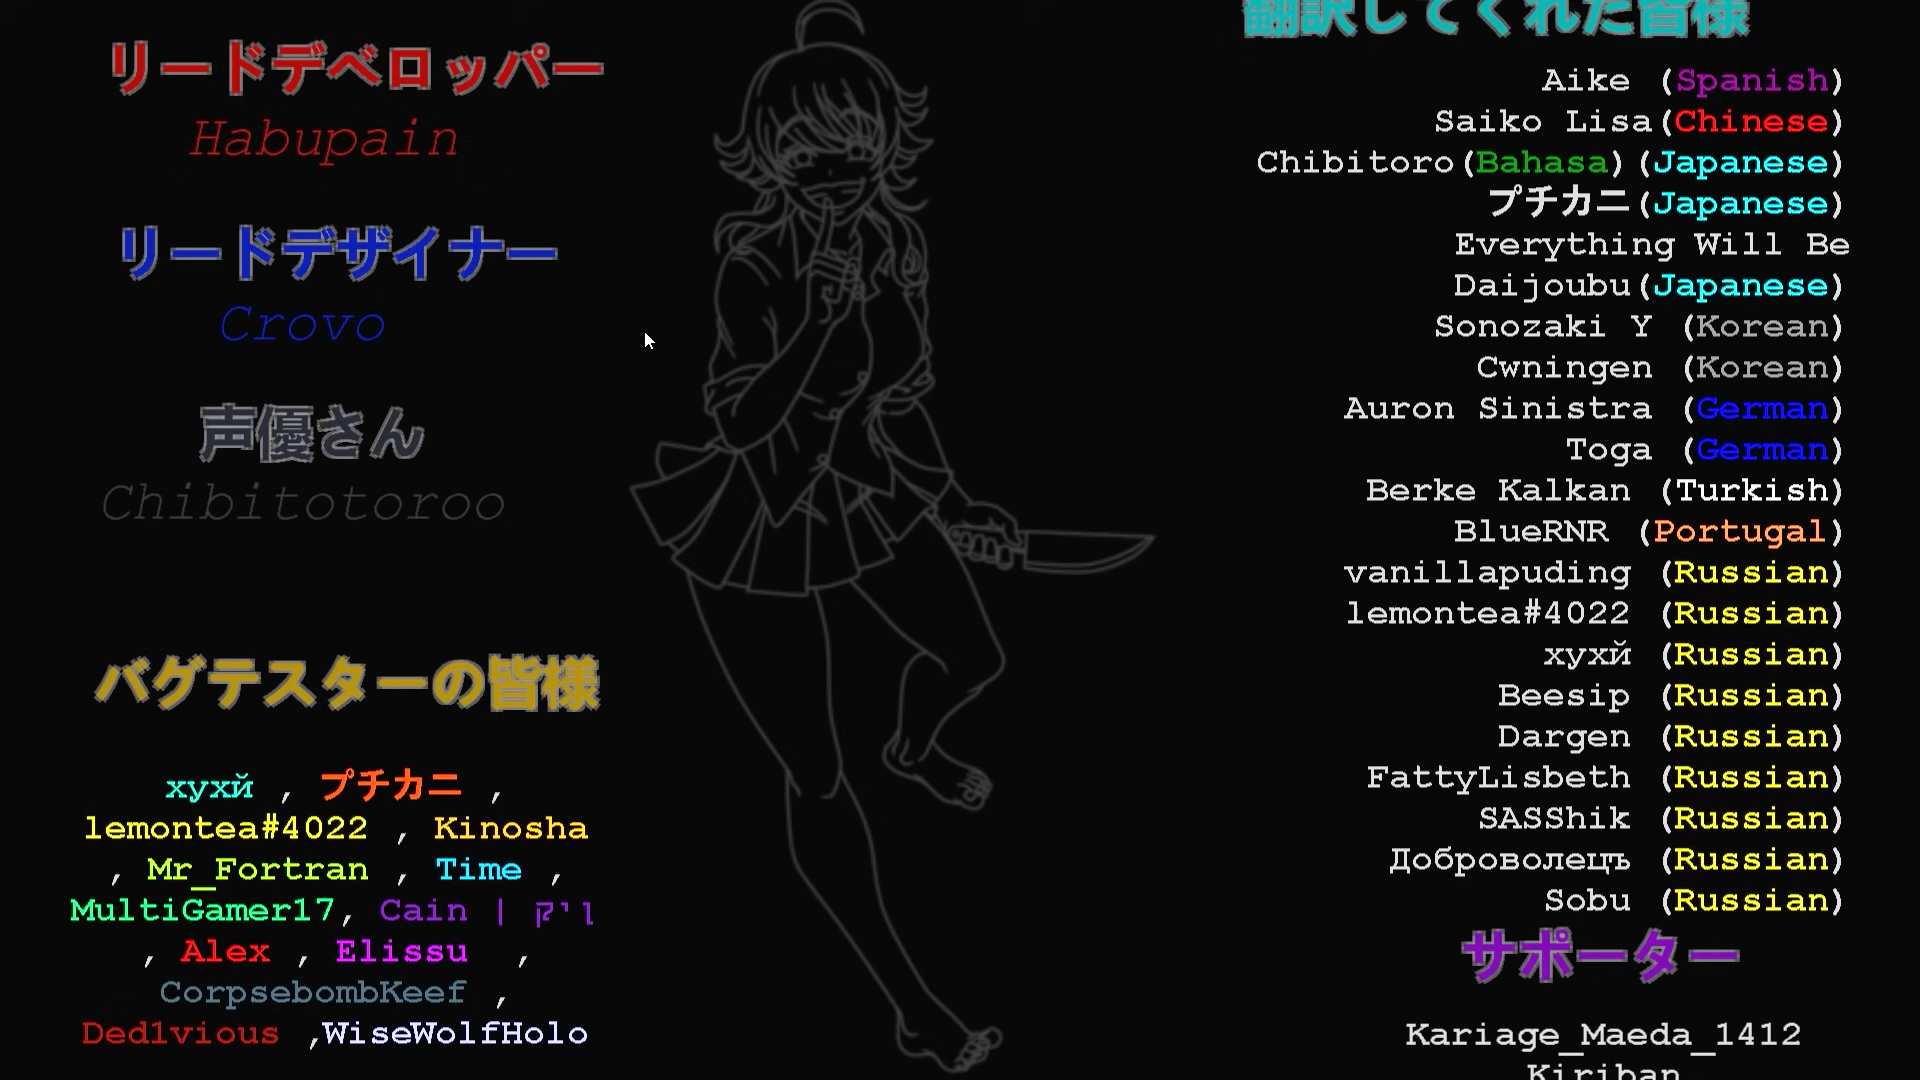 リードデベロッパー
Habupain
リードデザイナー
Crovo
声優さん
Chibitotoroo
バグテスターの皆様
хухй , プチカニ ,
lemontea#4022 , Kinosha
, Mr_Fortran , Time ,
MultiGamer17, Cain | ןיק
, Alex , Elissu ,
CorpsebombKeef ,
Ded1vious ,WiseWolfHolo
翻訳してくれた皆様
Aike (Spanish)
Saiko Lisa(Chinese)
Chibitoro(Bahasa)(Japanese)
プチカニ(Japanese)
Everything Will Be
Daijoubu(Japanese)
Sonozaki Y (Korean)
Cwningen (Korean)
Auron Sinistra (German)
Toga (German)
Berke Kalkan (Turkish)
BlueRNR (Portugal)
vanillapuding (Russian)
lemontea#4022 (Russian)
хухй (Russian)
Beesip (Russian)
Dargen (Russian)
FattyLisbeth (Russian)
SASShik (Russian)
Доброволецъ (Russian)
Sobu (Russian)
サポーター
Kariage_Maeda_1412
Kiriban